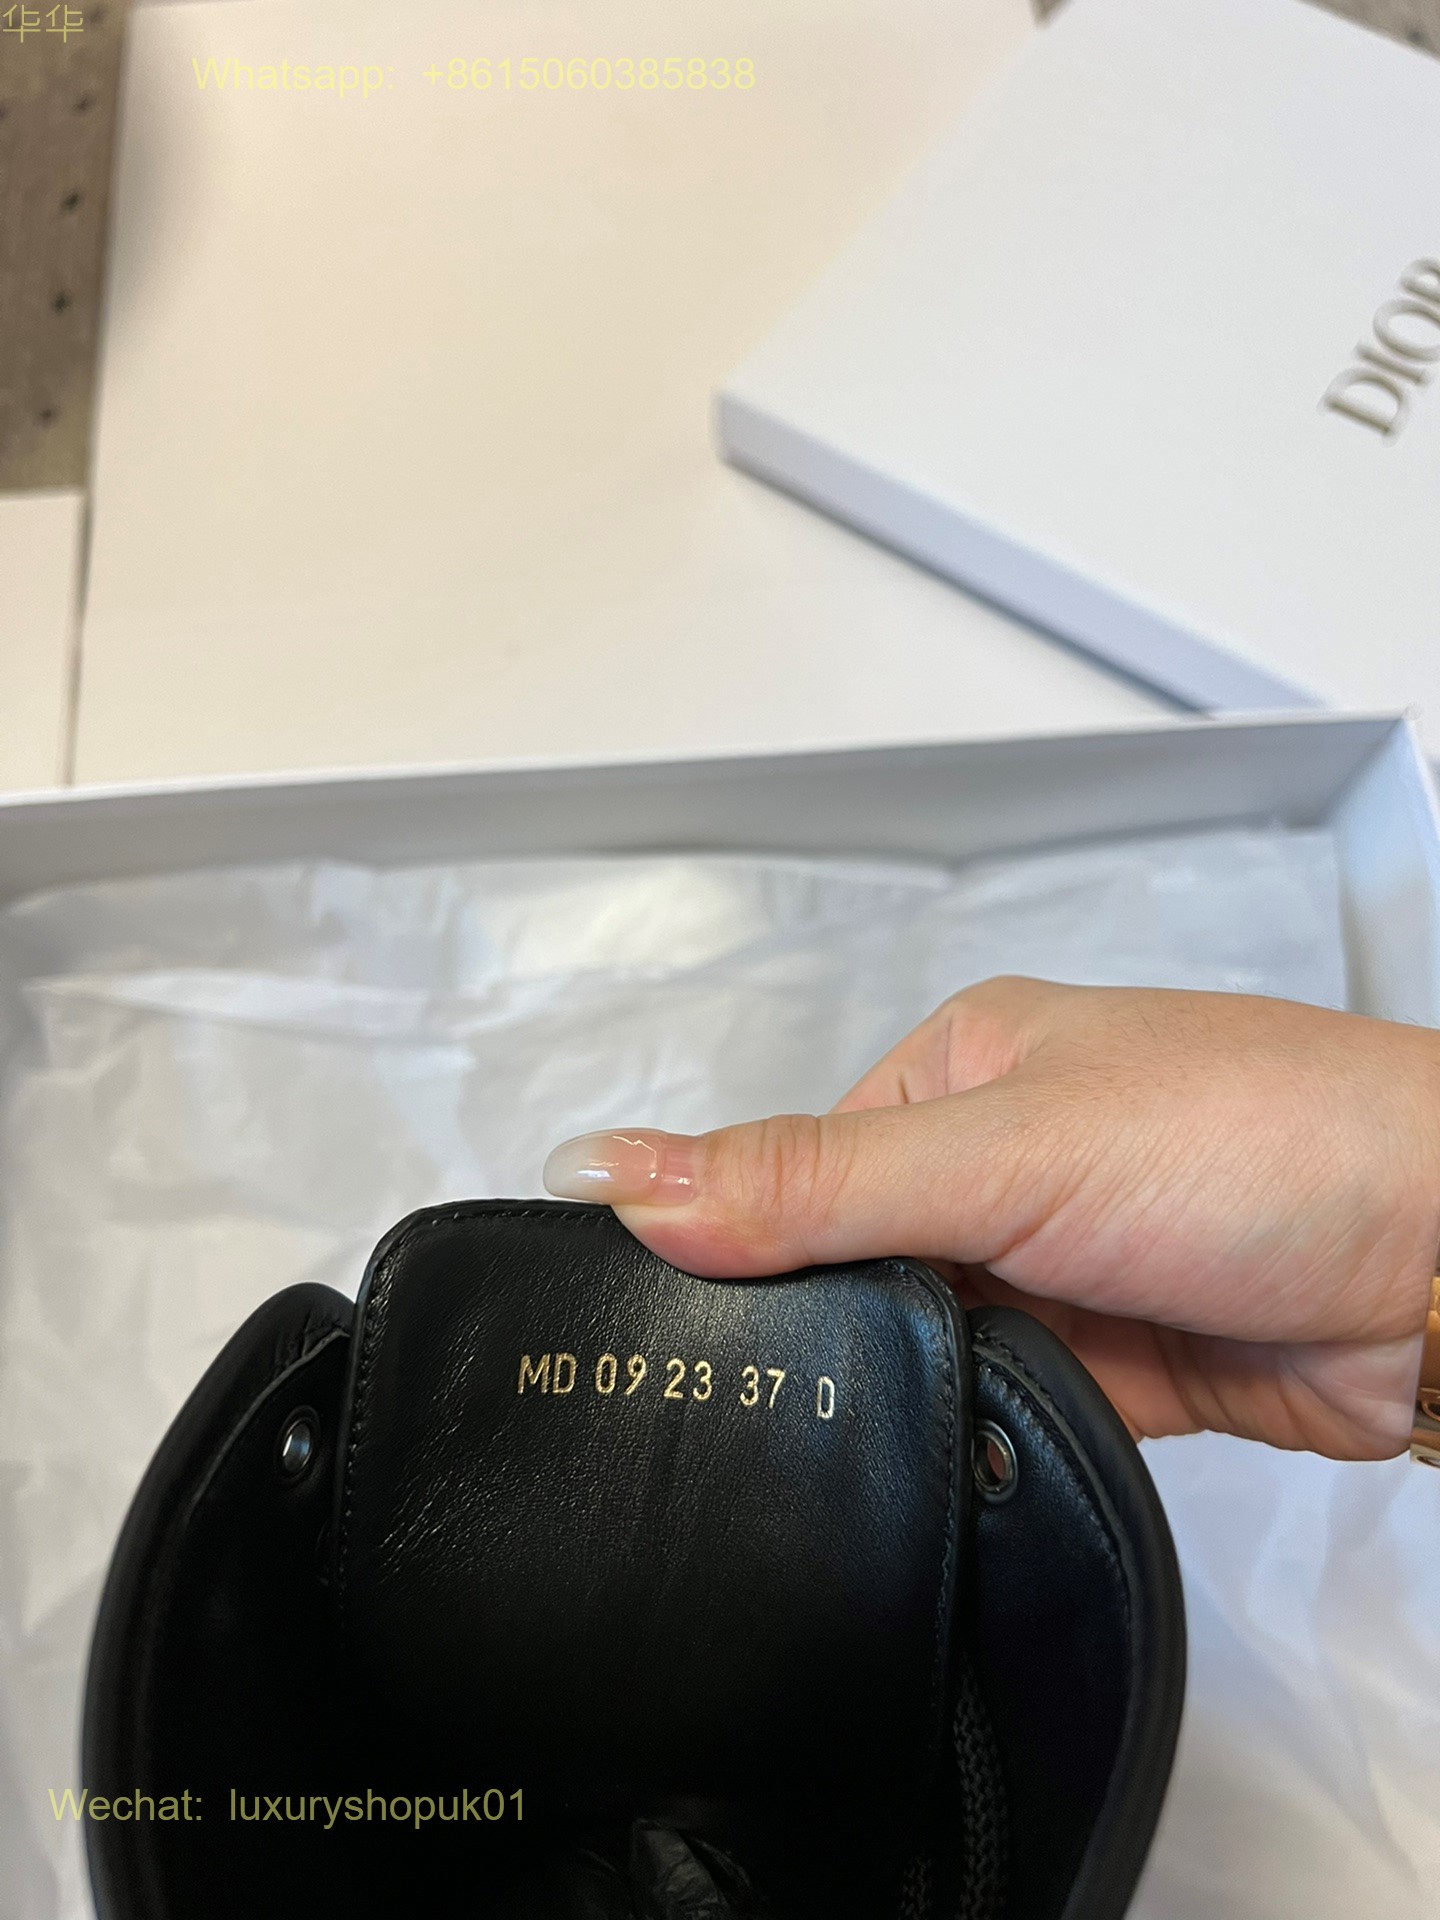 华华
Whatsapp: +8615060385838
DIOR
MD 09 23 37 D
Wechat: luxuryshopuk01